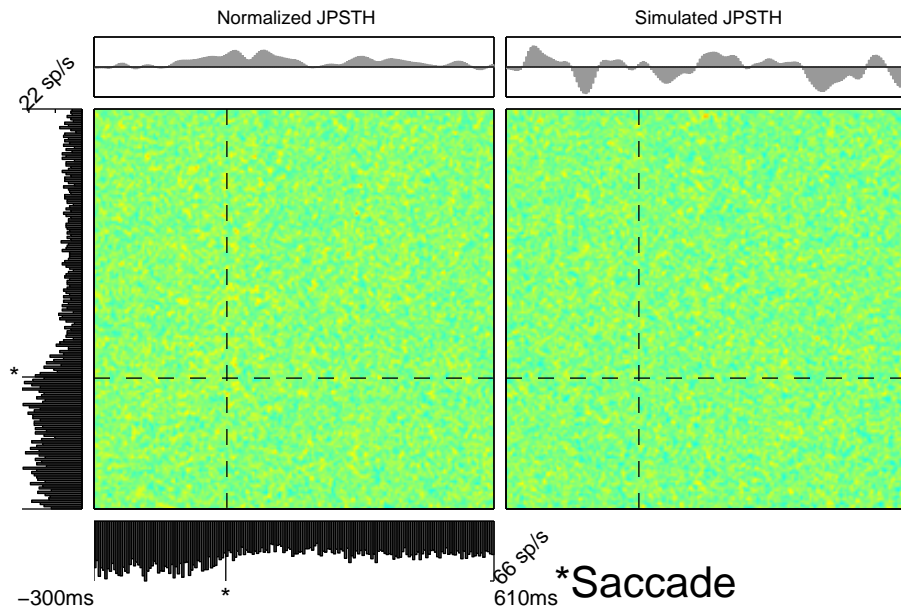 Normalized JPSTH
Simulated JPSTH
22 sp/s
*
66 sp/s
−300ms
*
610ms
*Saccade